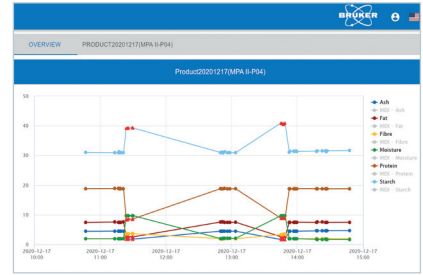 BRUKER
OVERVIEW PRODUCT20201217(MPA II-P04)
Product20201217(MPA II-P04)
50
40
30
20
10
0
2020-12-17 10:00
2020-12-17 11:00
2020-12-17 12:00
2020-12-17 13:00
2020-12-17 14:00
2020-12-17 15:00
Ash
MDI - Ash
Fat
MDI - Fat
Fibre
MDI - Fibre
Moisture
MDI - Moisture
Protein
MDI - Protein
Starch
MDI - Starch